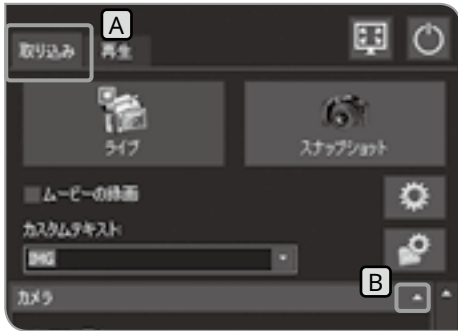 A
取り込み 再生
ライブ スナップショット
ムービーの録画
カスタムテキスト:
IMG
B
カメラ